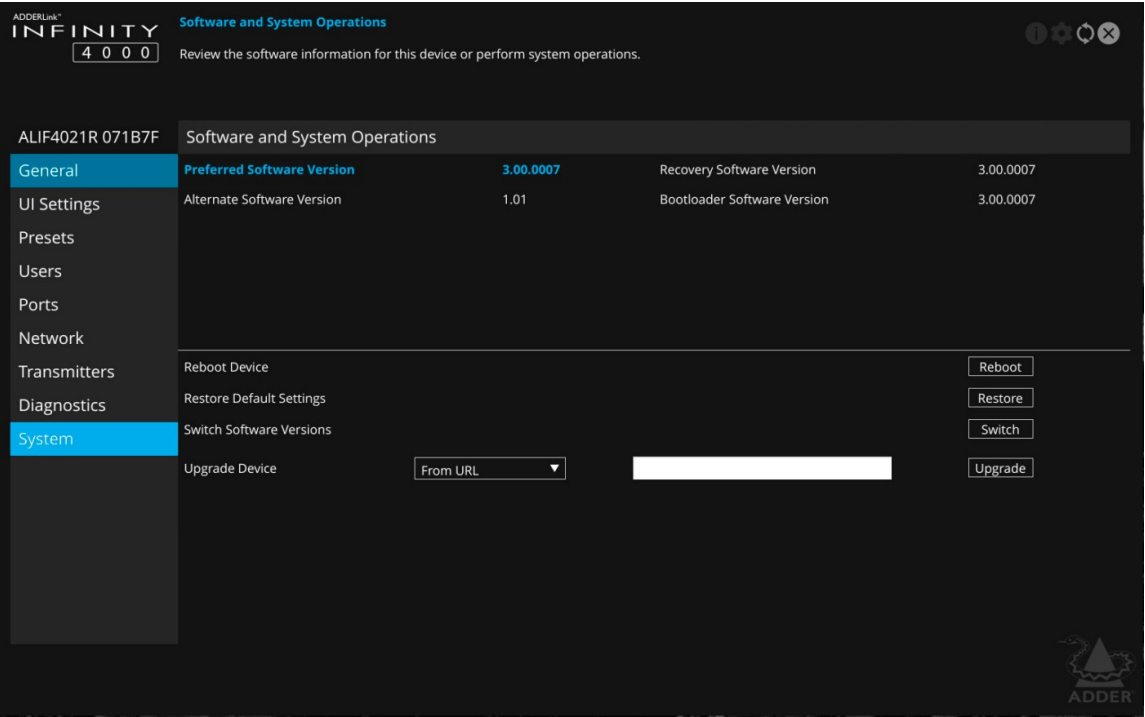 ADDERLink™
INFINITY
4000
Software and System Operations
Review the software information for this device or perform system operations.
ALIF4021R 071B7F
Software and System Operations
General
Preferred Software Version 3.00.0007 Recovery Software Version 3.00.0007
UI Settings
Alternate Software Version 1.01 Bootloader Software Version 3.00.0007
Presets
Users
Ports
Network
Transmitters
Reboot Device Reboot
Diagnostics
Restore Default Settings Restore
System
Switch Software Versions Switch
Upgrade Device From URL Upgrade
ADDER